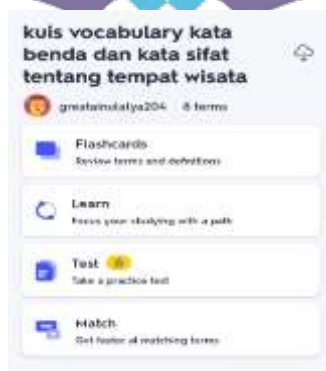 kuis vocabulary kata
benda dan kata sifat
tentang tempat wisata
8 terms
Flashcards
Review terms and definitions
Learn
Focus your studying with a path
Test
Take a practice test
Match
Get faster at matching terms